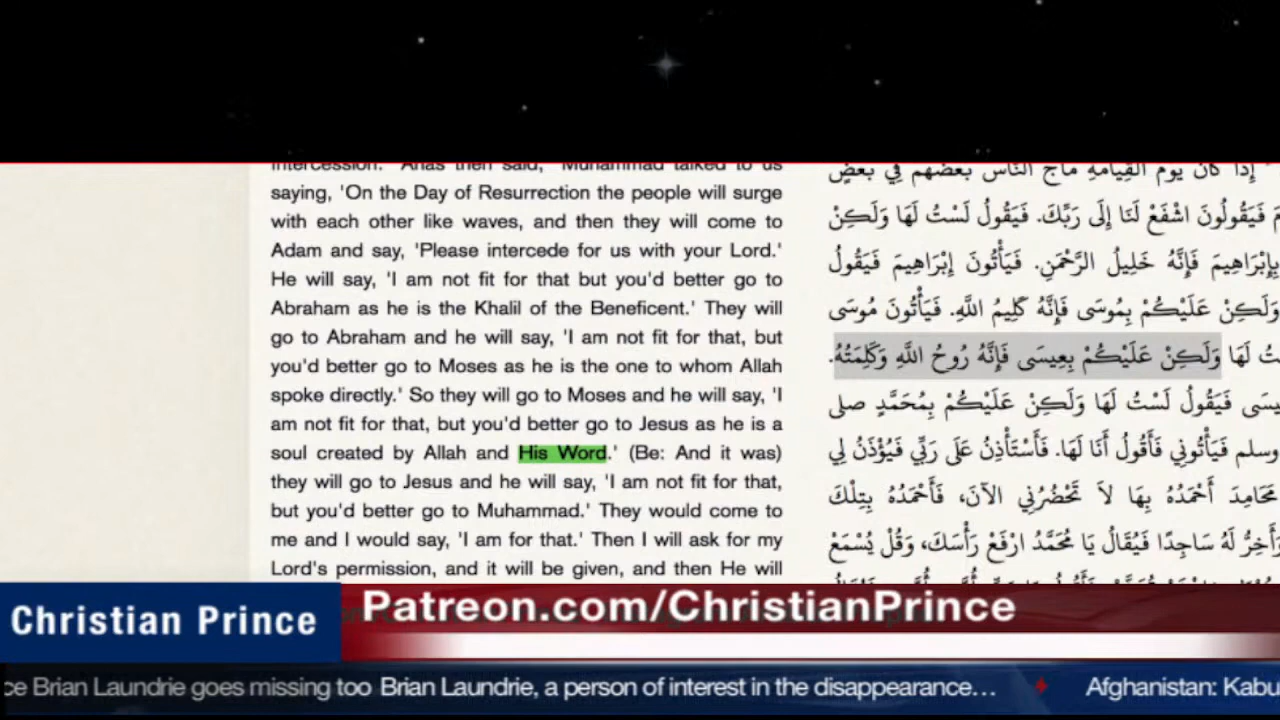 intercession. Anas then said, 'Muhammad talked to us
saying, 'On the Day of Resurrection the people will surge
with each other like waves, and then they will come to
Adam and say, 'Please intercede for us with your Lord.'
He will say, 'I am not fit for that but you'd better go to
Abraham as he is the Khalil of the Beneficent.' They will
go to Abraham and he will say, 'I am not fit for that, but
you'd better go to Moses as he is the one to whom Allah
spoke directly.' So they will go to Moses and he will say, 'I
am not fit for that, but you'd better go to Jesus as he is a
soul created by Allah and His Word.' (Be: And it was)
they will go to Jesus and he will say, 'I am not fit for that,
but you'd better go to Muhammad.' They would come to
me and I would say, 'I am for that.' Then I will ask for my
Lord's permission, and it will be given, and then He will
إِذَا كَانَ يَوْمُ الْقِيَامَةِ مَاجَ النَّاسُ بَعْضُهُمْ فِي بَعْضٍ
فَيَقُولُونَ اشْفَعْ لَنَا إِلَى رَبِّكَ. فَيَقُولُ لَسْتُ لَهَا وَلَكِنْ
بِإِبْرَاهِيمَ فَإِنَّهُ خَلِيلُ الرَّحْمَنِ. فَيَأْتُونَ إِبْرَاهِيمَ فَيَقُولُ
وَلَكِنْ عَلَيْكُمْ بِمُوسَى فَإِنَّهُ كَلِيمُ اللَّهِ. فَيَأْتُونَ مُوسَى
لَهَا وَلَكِنْ عَلَيْكُمْ بِعِيسَى فَإِنَّهُ رُوحُ اللَّهِ وَكَلِمَتُهُ.
فَيَقُولُ لَسْتُ لَهَا وَلَكِنْ عَلَيْكُمْ بِمُحَمَّدٍ صلى
وسلم فَيَأْتُونِي فَأَقُولُ أَنَا لَهَا. فَأَسْتَأْذِنُ عَلَى رَبِّي فَيُؤْذَنُ لِي
مَحَامِدَ أَحْمَدُهُ بِهَا لاَ تَحْضُرُنِي الآنَ، فَأَحْمَدُهُ بِتِلْكَ
وَأَخِرُّ لَهُ سَاجِدًا فَيُقَالُ يَا مُحَمَّدُ ارْفَعْ رَأْسَكَ، وَقُلْ يُسْمَعْ
Christian Prince
Patreon.com/ChristianPrince
ce Brian Laundrie goes missing too Brian Laundrie, a person of interest in the disappearance… Afghanistan: Kabu